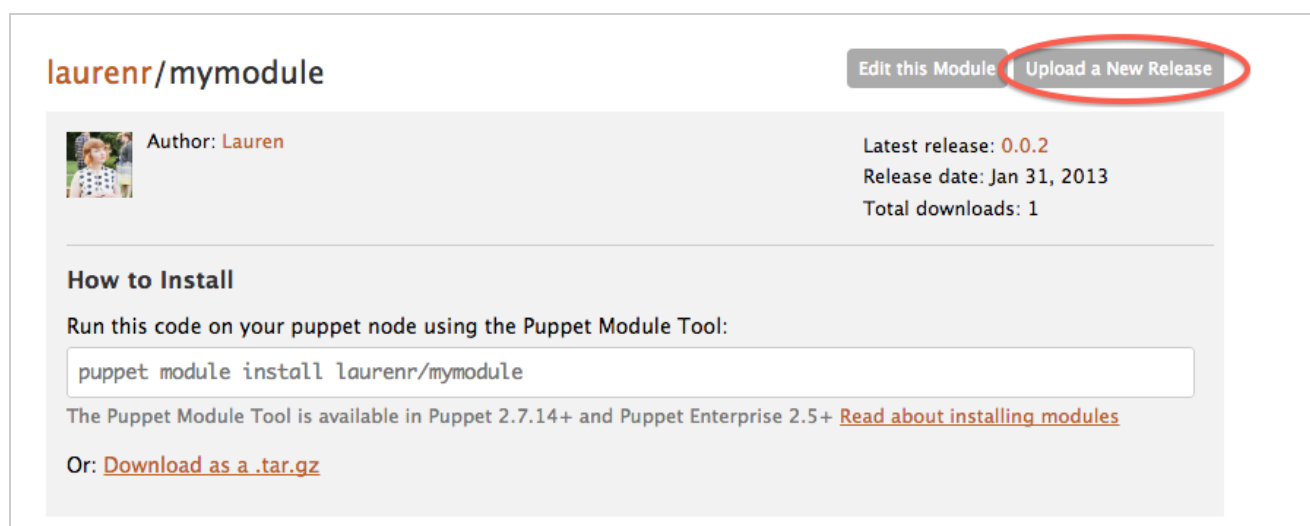 laurenr/mymodule
Edit this Module
Upload a New Release
Author: Lauren
Latest release: 0.0.2
Release date: Jan 31, 2013
Total downloads: 1
How to Install
Run this code on your puppet node using the Puppet Module Tool:
puppet module install laurenr/mymodule
The Puppet Module Tool is available in Puppet 2.7.14+ and Puppet Enterprise 2.5+ Read about installing modules
Or: Download as a .tar.gz